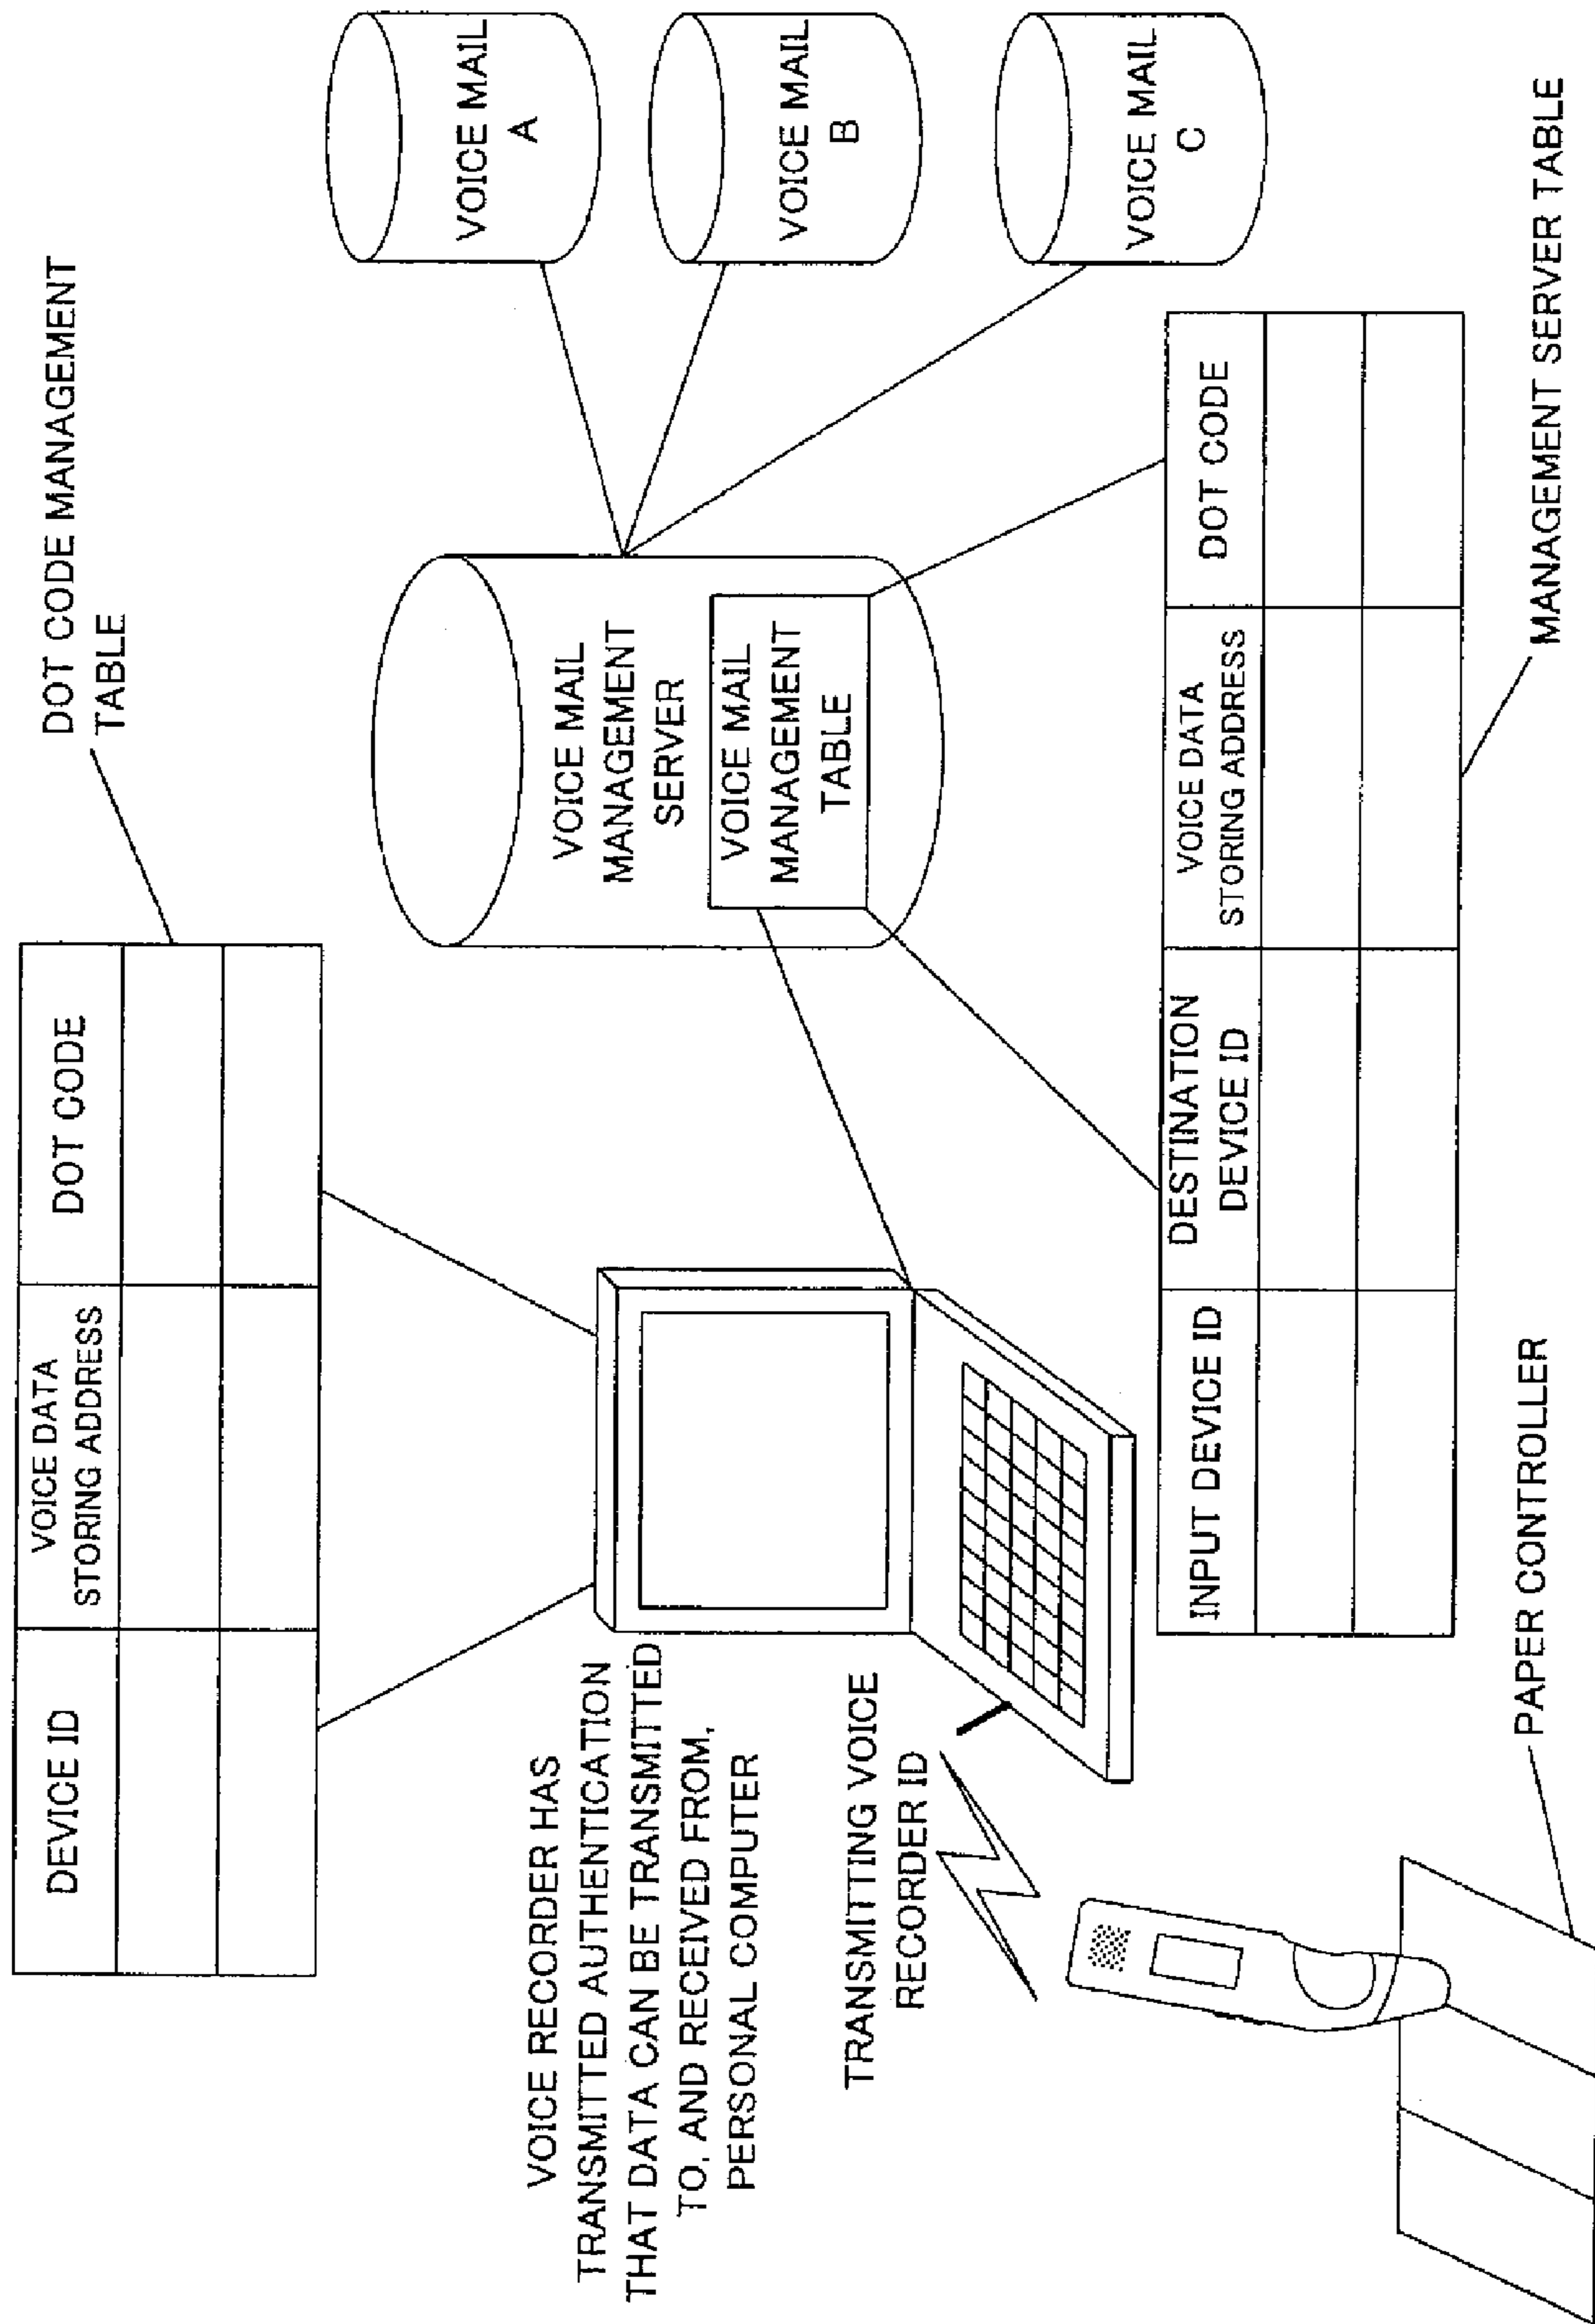 DOT CODE MANAGEMENT
TABLE
DEVICE ID
VOICE DATA
STORING ADDRESS
DOT CODE
VOICE RECORDER HAS
TRANSMITTED AUTHENTICATION
THAT DATA CAN BE TRANSMITTED
TO, AND RECEIVED FROM,
PERSONAL COMPUTER
VOICE MAIL
MANAGEMENT
SERVER
VOICE MAIL
MANAGEMENT
TABLE
VOICE MAIL
A
VOICE MAIL
B
VOICE MAIL
C
TRANSMITTING VOICE
RECORDER ID
INPUT DEVICE ID
DESTINATION
DEVICE ID
VOICE DATA
STORING ADDRESS
DOT CODE
PAPER CONTROLLER
MANAGEMENT SERVER TABLE